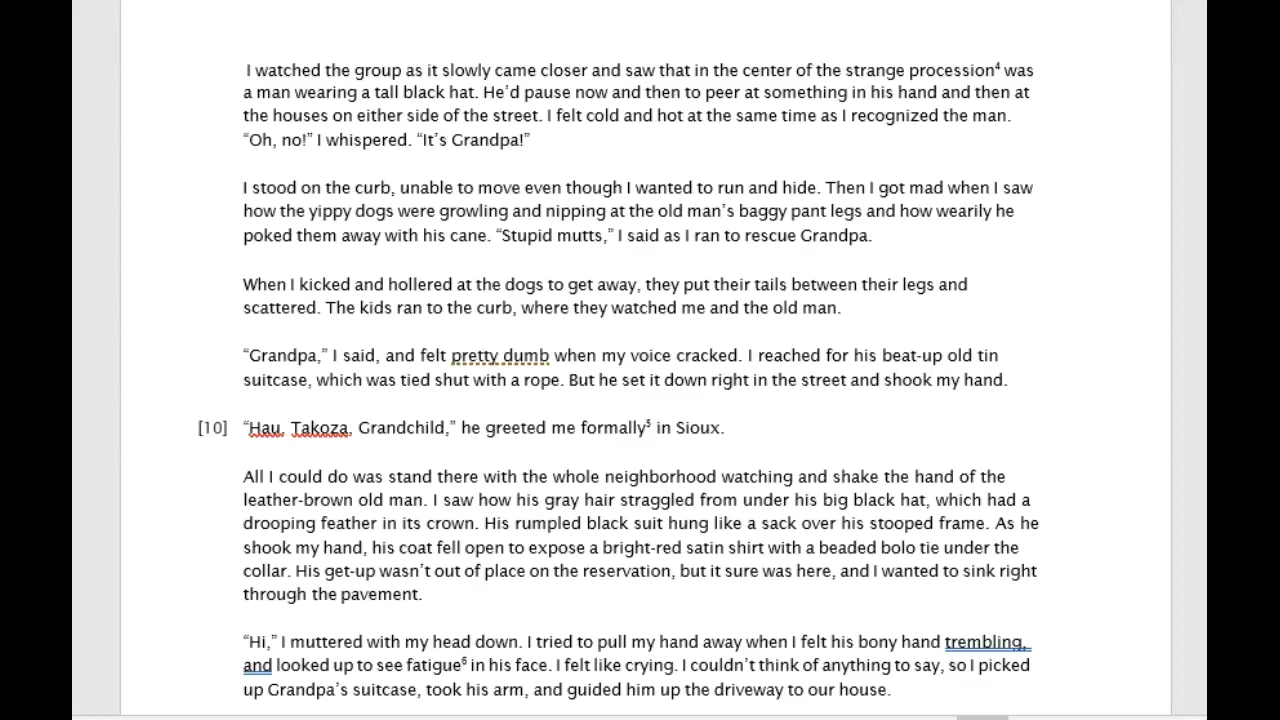 I watched the group as it slowly came closer and saw that in the center of the strange procession⁴ was
a man wearing a tall black hat. He’d pause now and then to peer at something in his hand and then at
the houses on either side of the street. I felt cold and hot at the same time as I recognized the man.
“Oh, no!” I whispered. “It’s Grandpa!”
I stood on the curb, unable to move even though I wanted to run and hide. Then I got mad when I saw
how the yippy dogs were growling and nipping at the old man’s baggy pant legs and how wearily he
poked them away with his cane. “Stupid mutts,” I said as I ran to rescue Grandpa.
When I kicked and hollered at the dogs to get away, they put their tails between their legs and
scattered. The kids ran to the curb, where they watched me and the old man.
“Grandpa,” I said, and felt pretty dumb when my voice cracked. I reached for his beat-up old tin
suitcase, which was tied shut with a rope. But he set it down right in the street and shook my hand.
[10] “Hau, Takoza, Grandchild,” he greeted me formally⁵ in Sioux.
All I could do was stand there with the whole neighborhood watching and shake the hand of the
leather-brown old man. I saw how his gray hair straggled from under his big black hat, which had a
drooping feather in its crown. His rumpled black suit hung like a sack over his stooped frame. As he
shook my hand, his coat fell open to expose a bright-red satin shirt with a beaded bolo tie under the
collar. His get-up wasn’t out of place on the reservation, but it sure was here, and I wanted to sink right
through the pavement.
“Hi,” I muttered with my head down. I tried to pull my hand away when I felt his bony hand trembling,
and looked up to see fatigue⁶ in his face. I felt like crying. I couldn’t think of anything to say, so I picked
up Grandpa’s suitcase, took his arm, and guided him up the driveway to our house.